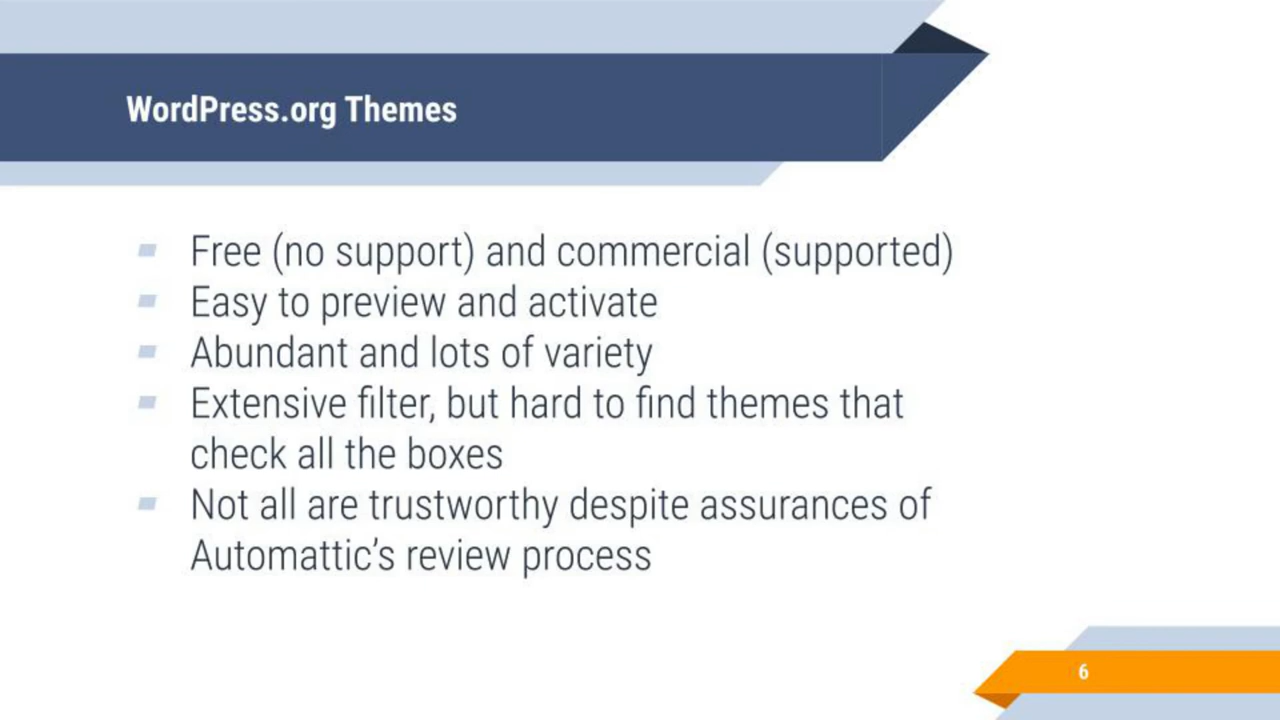 WordPress.org Themes
Free (no support) and commercial (supported)
Easy to preview and activate
Abundant and lots of variety
Extensive filter, but hard to find themes that
check all the boxes
Not all are trustworthy despite assurances of
Automattic’s review process
6